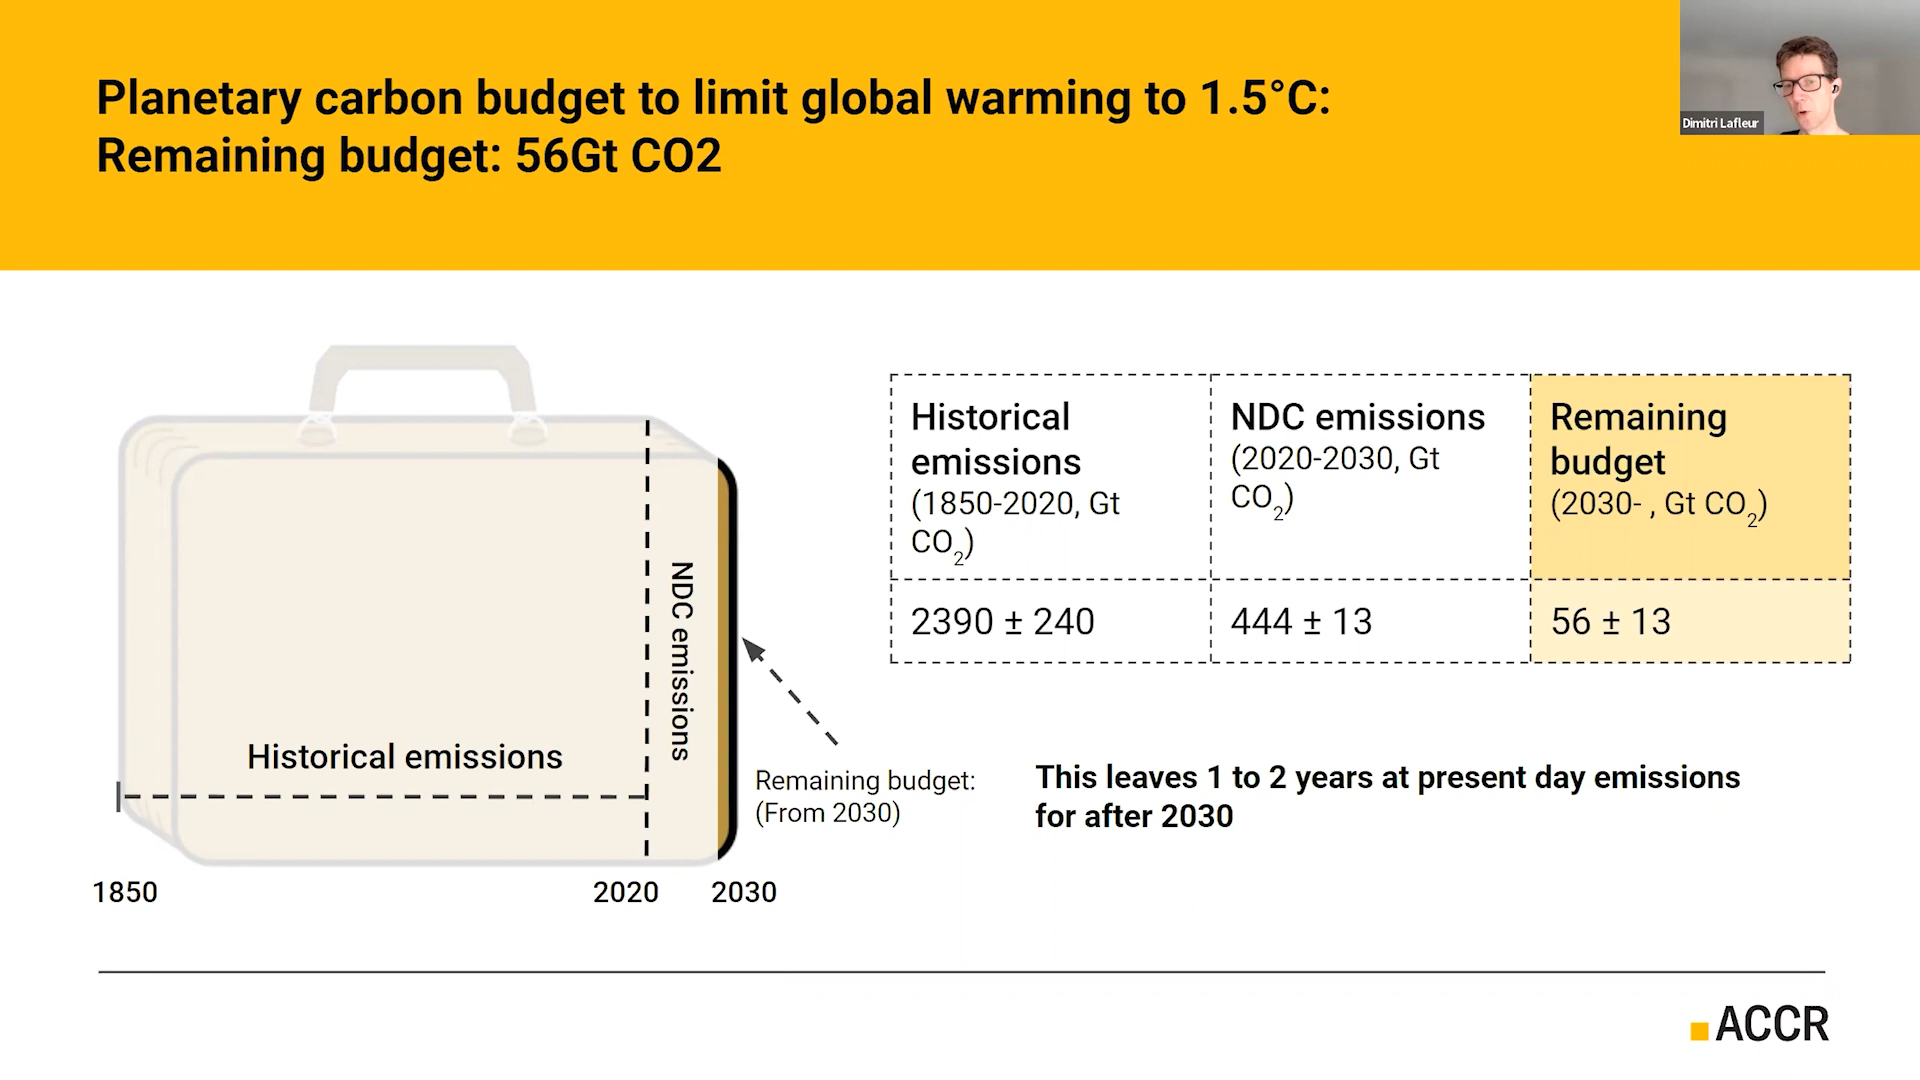 Planetary carbon budget to limit global warming to 1.5°C:
Remaining budget: 56Gt CO2
Dimitri Lafleur
Historical
emissions
(1850-2020, Gt
CO₂)
NDC emissions
(2020-2030, Gt
CO₂)
Remaining
budget
(2030- , Gt CO₂)
2390 ± 240
444 ± 13
56 ± 13
NDC emissions
Historical emissions
Remaining budget:
(From 2030)
This leaves 1 to 2 years at present day emissions
for after 2030
1850
2020
2030
ACCR